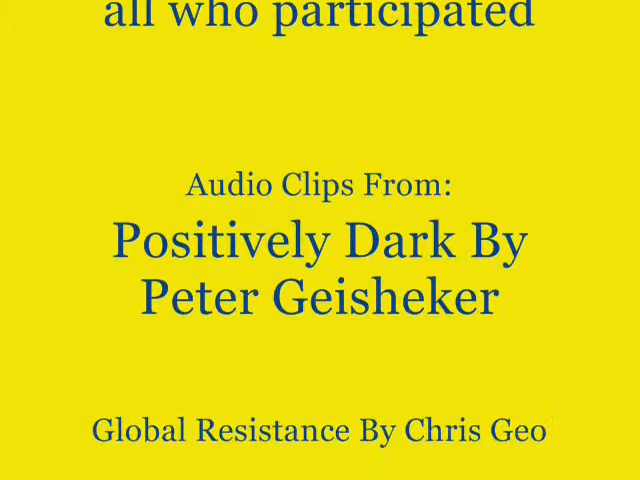 all who participated
Audio Clips From:
Positively Dark By
Peter Geisheker
Global Resistance By Chris Geo